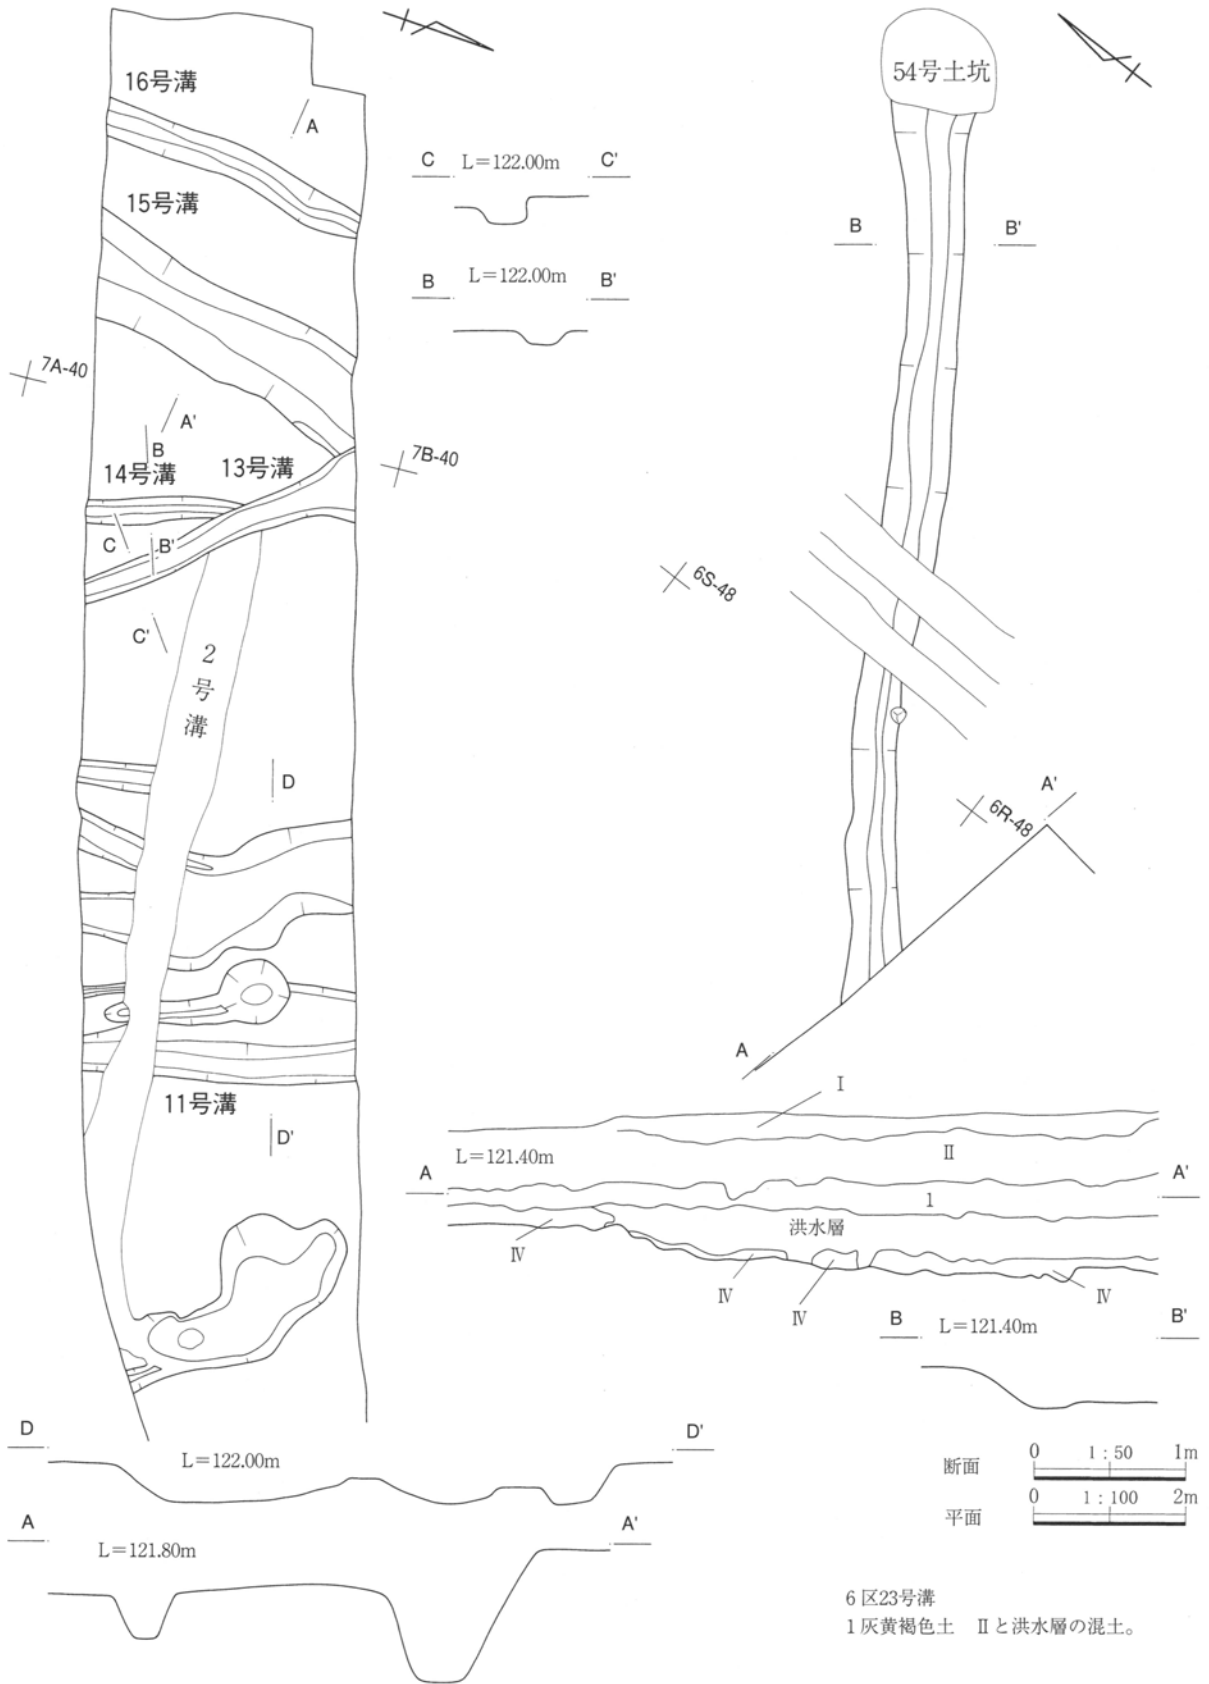 16号溝
A
15号溝
7A-40
A'
B
14号溝
13号溝
7B-40
C
B'
C'
2号溝
D
11号溝
D'
C
L=122.00m
C'
B
L=122.00m
B'
54号土坑
B
B'
6S-48
6R-48
A'
A
I
II
L=121.40m
A
A'
1
洪水層
IV
IV
IV
IV
B
L=121.40m
B'
D
L=122.00m
D'
A
L=121.80m
A'
断面
0
1:50
1m
平面
0
1:100
2m
6区23号溝
1灰黄褐色土 IIと洪水層の混土。